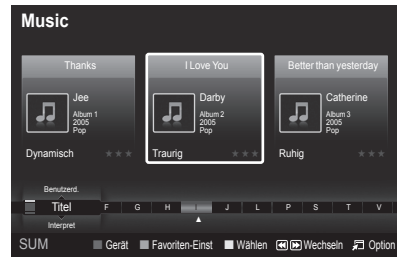 Music
Thanks
Jee
Album 1
2005
Pop
Dynamisch
I Love You
Darby
Album 2
2005
Pop
Traurig
Better than yesterday
Catherine
Album 3
2005
Pop
Ruhig
Benutzerd.
Titel F G H I J L P S T V
Interpret
SUM Gerät Favoriten-Einst Wählen Wechseln Option